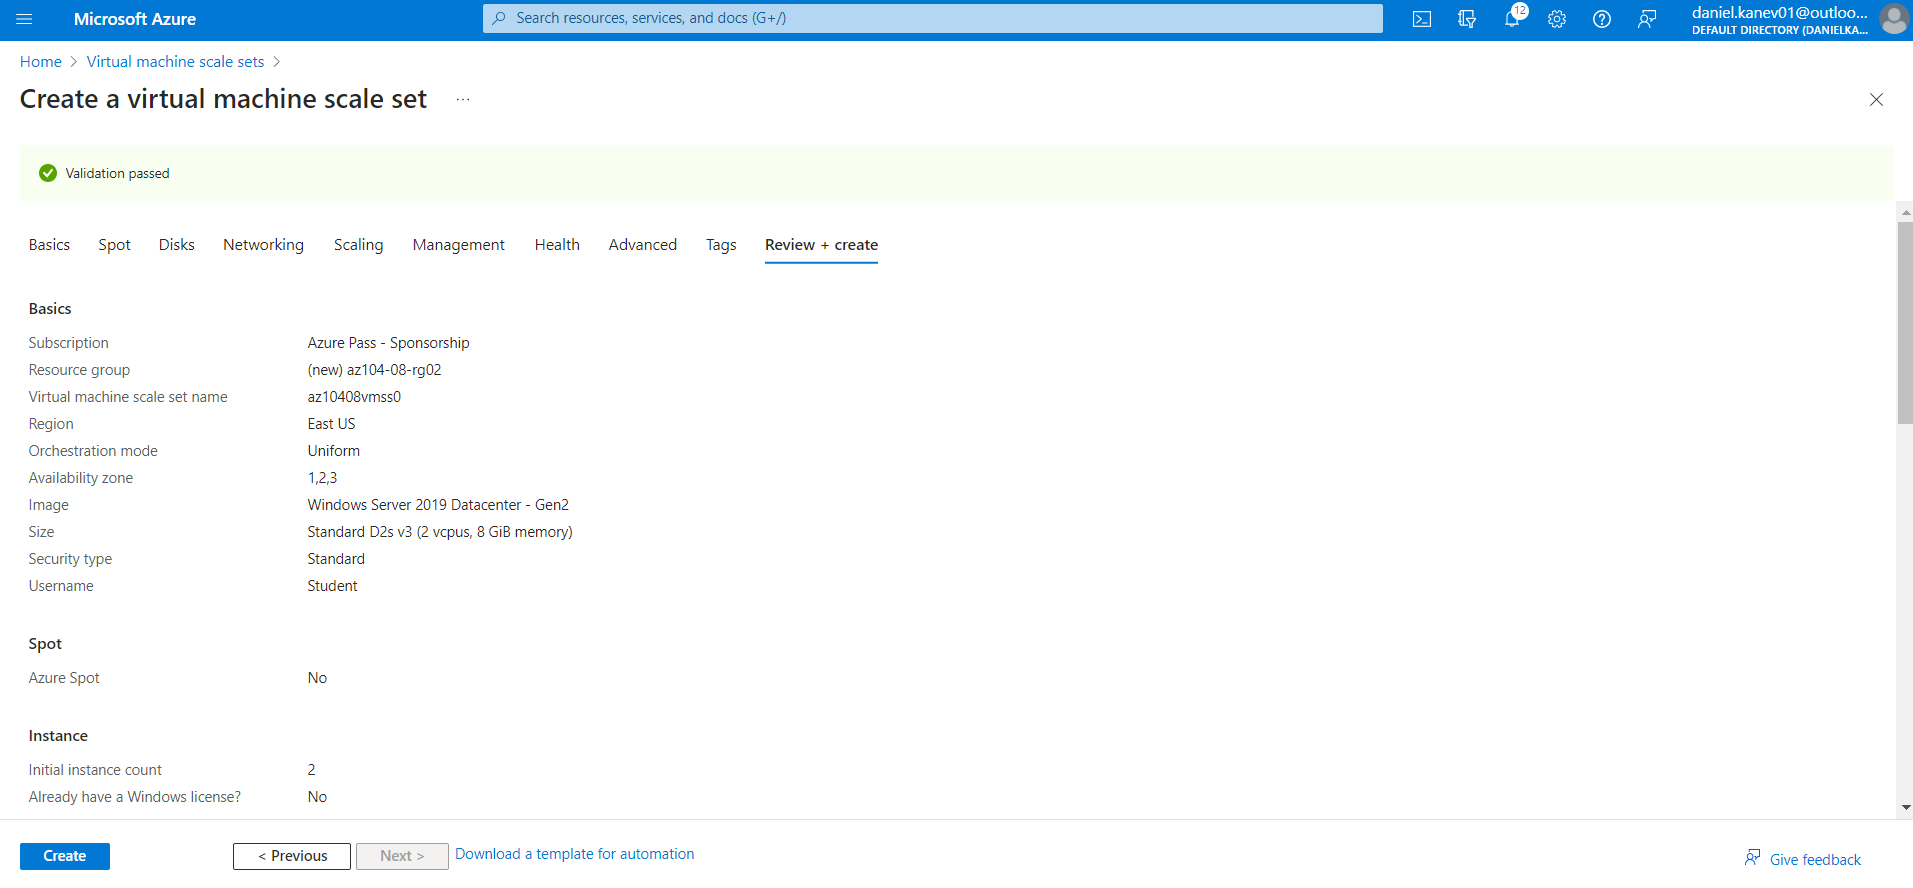 Microsoft Azure
Search resources, services, and docs (G+/)
12
daniel.kanev01@outloo...
DEFAULT DIRECTORY (DANIELKA...
Home > Virtual machine scale sets >
Create a virtual machine scale set ...
Validation passed
Basics Spot Disks Networking Scaling Management Health Advanced Tags Review + create
Basics
Subscription Azure Pass - Sponsorship
Resource group (new) az104-08-rg02
Virtual machine scale set name az10408vmss0
Region East US
Orchestration mode Uniform
Availability zone 1,2,3
Image Windows Server 2019 Datacenter - Gen2
Size Standard D2s v3 (2 vcpus, 8 GiB memory)
Security type Standard
Username Student
Spot
Azure Spot No
Instance
Initial instance count 2
Already have a Windows license? No
Create < Previous Next > Download a template for automation Give feedback